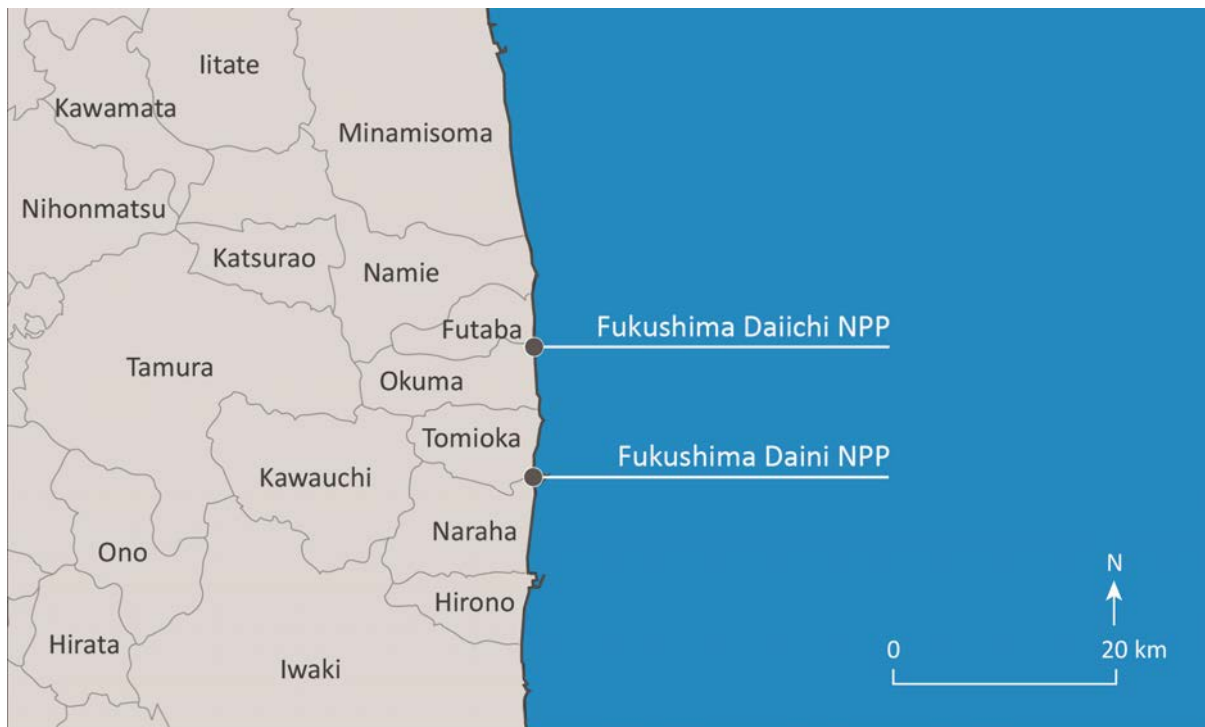 Iitate
Kawamata
Minamisoma
Nihonmatsu
Katsurao
Namie
Futaba
Fukushima Daiichi NPP
Tamura
Okuma
Tomioka
Fukushima Daini NPP
Kawauchi
Naraha
Ono
N
Hirono
Hirata
0
20 km
Iwaki